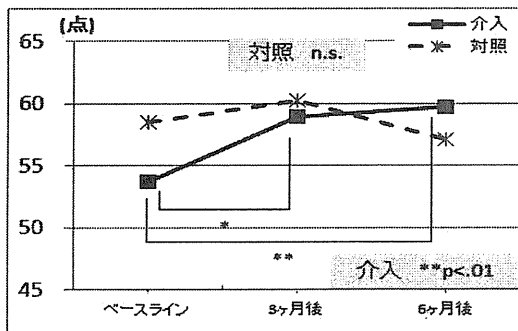 (点)
介入
対照
対照 n.s.
65
60
55
50
45
*
**
介入 **p<.01
ベースライン
3ヶ月後
6ヶ月後